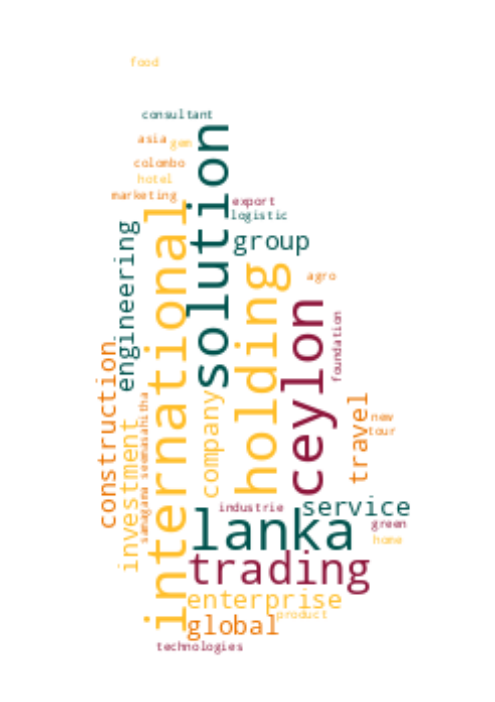 food
consultant
asia
gem
colombo
hotel
marketing
solution
export
logistic
international
engineering
group
holding
agro
ceylon
foundation
construction
company
samagam seemasahitha
travel
new
tour
investment
industrie
service
lanka
green
home
trading
enterprise
product
global
technologies